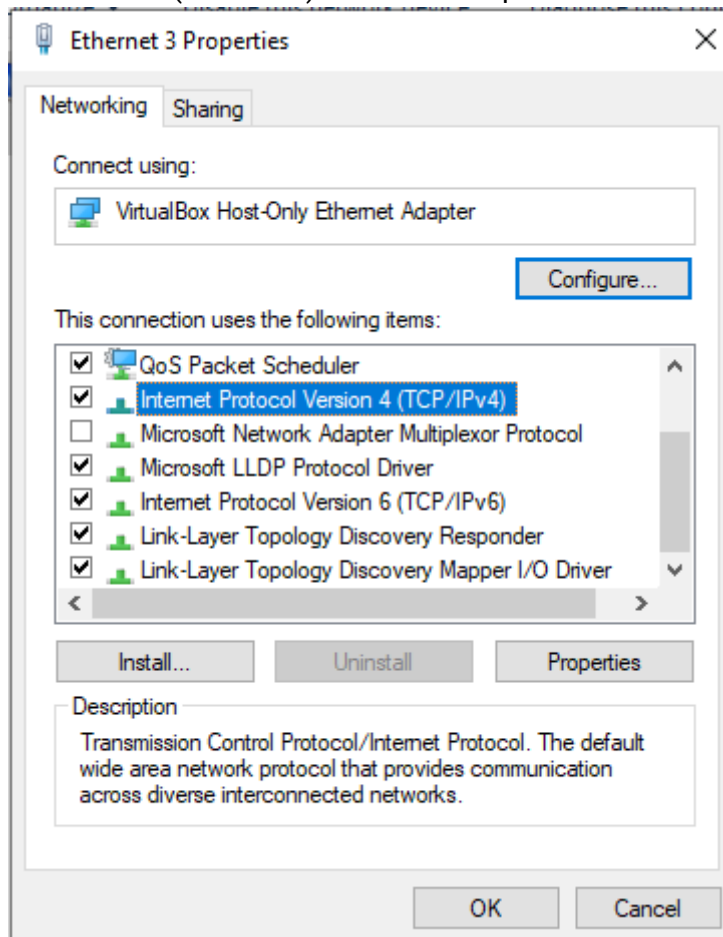 Ethernet 3 Properties
Networking
Sharing
Connect using:
VirtualBox Host-Only Ethernet Adapter
Configure...
This connection uses the following items:
QoS Packet Scheduler
Internet Protocol Version 4 (TCP/IPv4)
Microsoft Network Adapter Multiplexor Protocol
Microsoft LLDP Protocol Driver
Internet Protocol Version 6 (TCP/IPv6)
Link-Layer Topology Discovery Responder
Link-Layer Topology Discovery Mapper I/O Driver
Install...
Uninstall
Properties
Description
Transmission Control Protocol/Internet Protocol. The default
wide area network protocol that provides communication
across diverse interconnected networks.
OK
Cancel